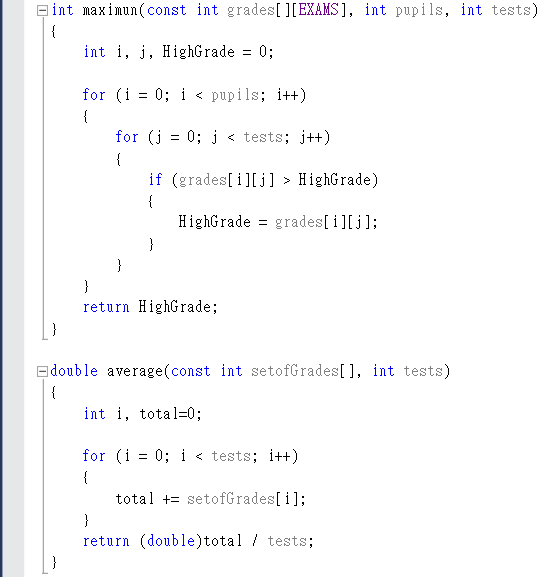 int maximun(const int grades[][EXAMS], int pupils, int tests)
{
    int i, j, HighGrade = 0;

    for (i = 0; i < pupils; i++)
    {
        for (j = 0; j < tests; j++)
        {
            if (grades[i][j] > HighGrade)
            {
                HighGrade = grades[i][j];
            }
        }
    }
    return HighGrade;
}

double average(const int setofGrades[], int tests)
{
    int i, total=0;

    for (i = 0; i < tests; i++)
    {
        total += setofGrades[i];
    }
    return (double)total / tests;
}